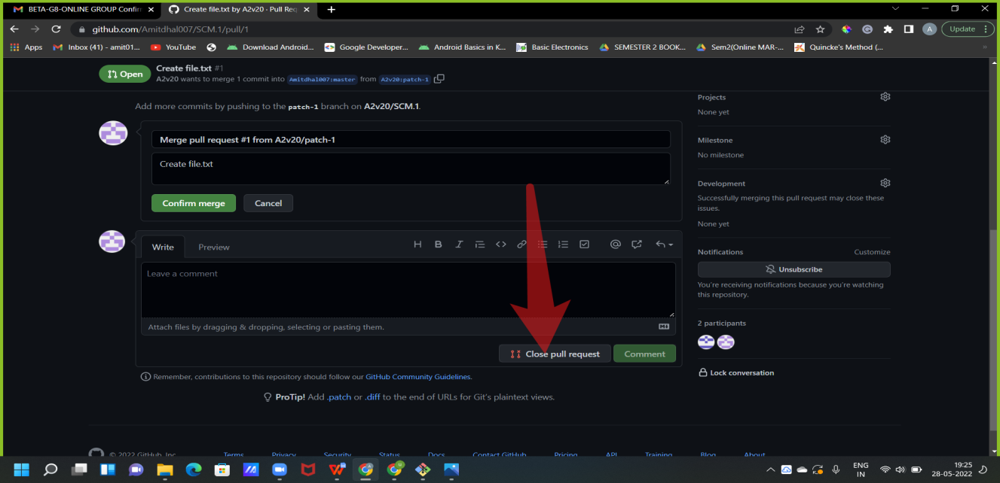 BETA-G8-ONLINE GROUP Confir
Create file.txt by A2v20 · Pull Req
github.com/Amitdhal007/SCM.1/pull/1
A
Update
Apps
Inbox (41) - amit01...
YouTube
Download Android...
Google Developer...
Android Basics in K...
Basic Electronics
SEMESTER 2 BOOK...
Sem2(Online MAR-...
Quincke's Method (...
»
Open
Create file.txt #1
A2v20 wants to merge 1 commit into Amitdhal007:master from A2v20:patch-1
Add more commits by pushing to the patch-1 branch on A2v20/SCM.1.
Merge pull request #1 from A2v20/patch-1
Create file.txt
Confirm merge
Cancel
Write
Preview
H B I
Leave a comment
Attach files by dragging & dropping, selecting or pasting them.
Close pull request
Comment
Remember, contributions to this repository should follow our GitHub Community Guidelines.
ProTip! Add .patch or .diff to the end of URLs for Git's plaintext views.
Projects
None yet
Milestone
No milestone
Development
Successfully merging this pull request may close these
issues.
None yet
Notifications
Customize
Unsubscribe
You're receiving notifications because you're watching
this repository.
2 participants
Lock conversation
© 2022 GitHub, Inc.
Terms
Privacy
Security
Status
Docs
Contact GitHub
Pricing
API
Training
Blog
About
ENG
IN
19:25
28-05-2022